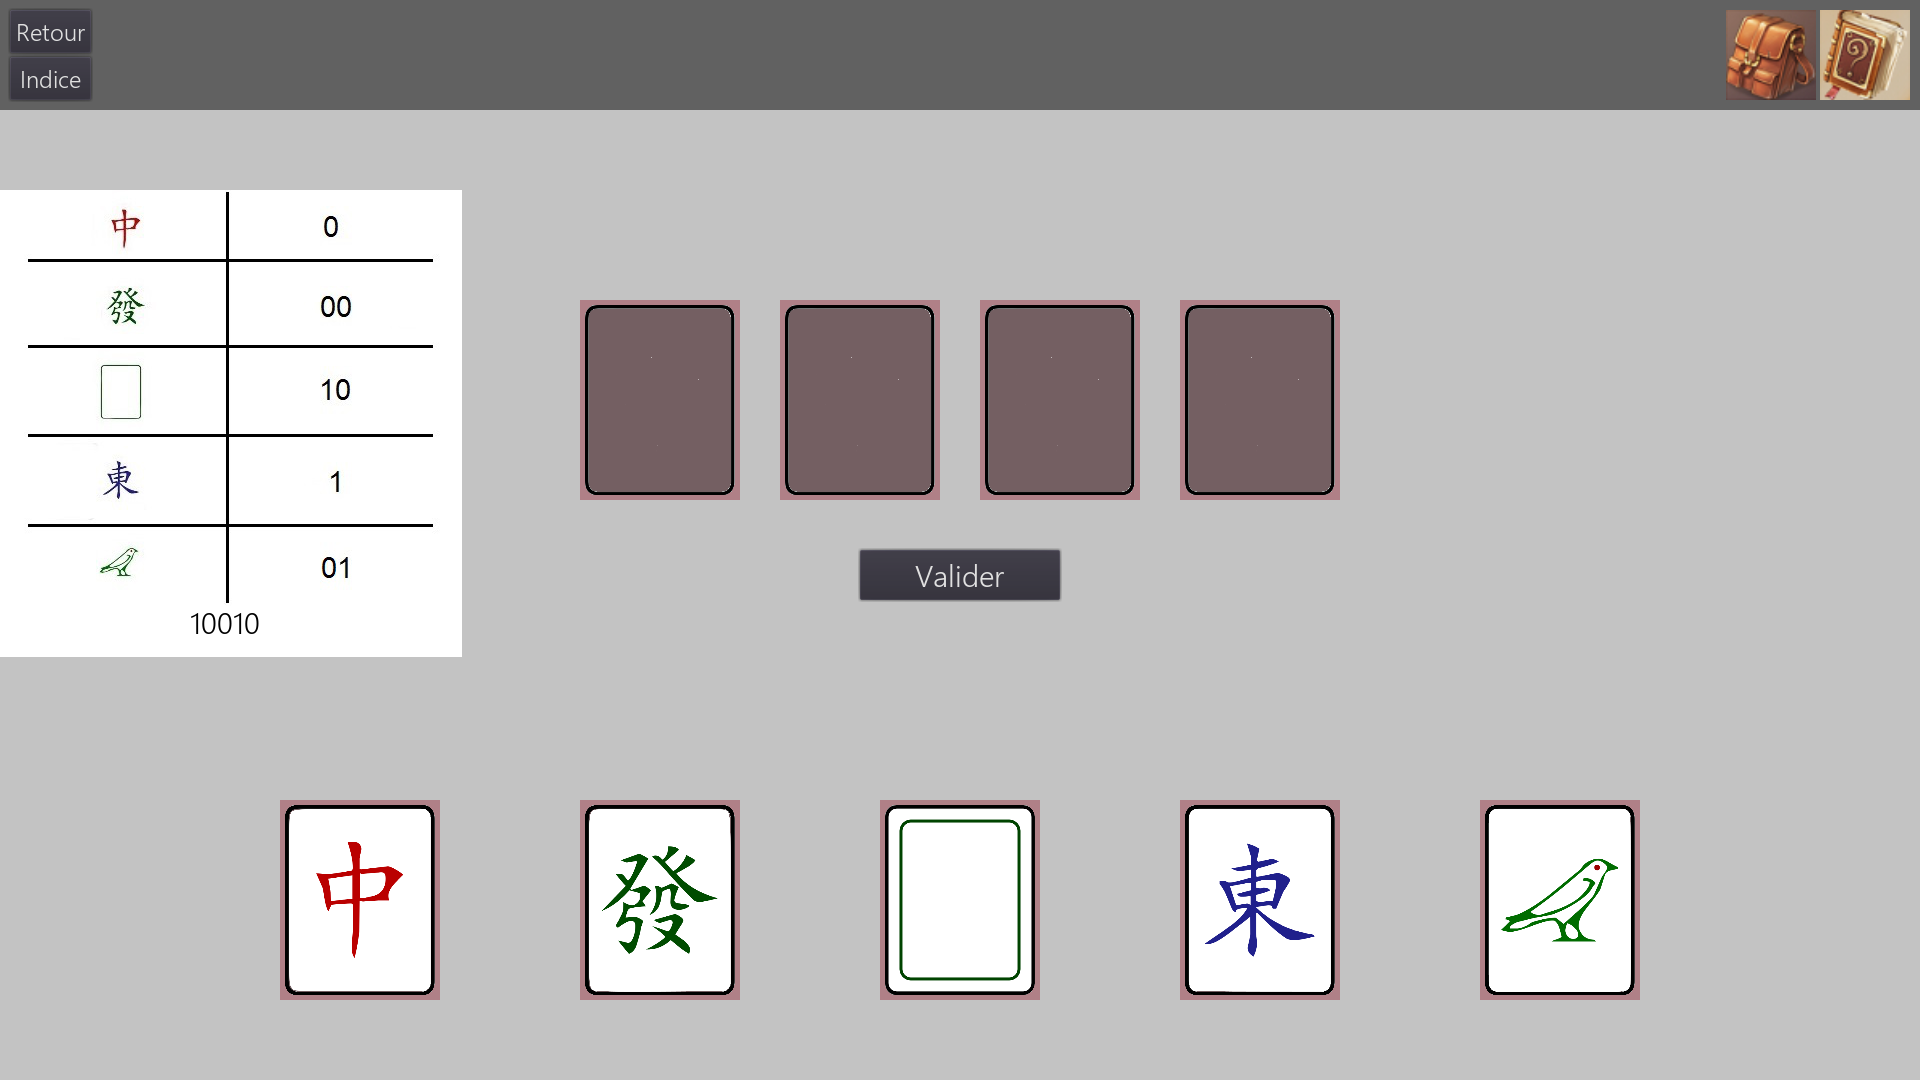 Retour
Indice
中 0
發 00
10
東 1
01
10010
Valider
中 發 東